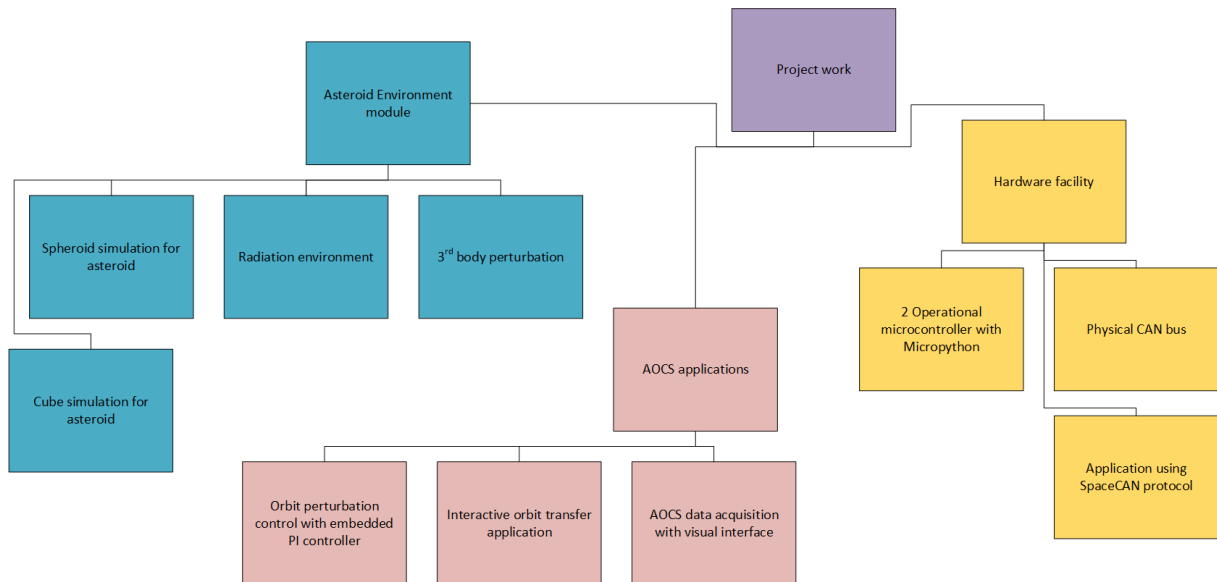 Project work
Asteroid Environment
module
Hardware facility
Spheroid simulation for
asteroid
Radiation environment
3rd body perturbation
2 Operational
microcontroller with
Micropython
Physical CAN bus
AOCS applications
Cube simulation for
asteroid
Application using
SpaceCAN protocol
Orbit perturbation
control with embedded
PI controller
Interactive orbit transfer
application
AOCS data acquisition
with visual interface